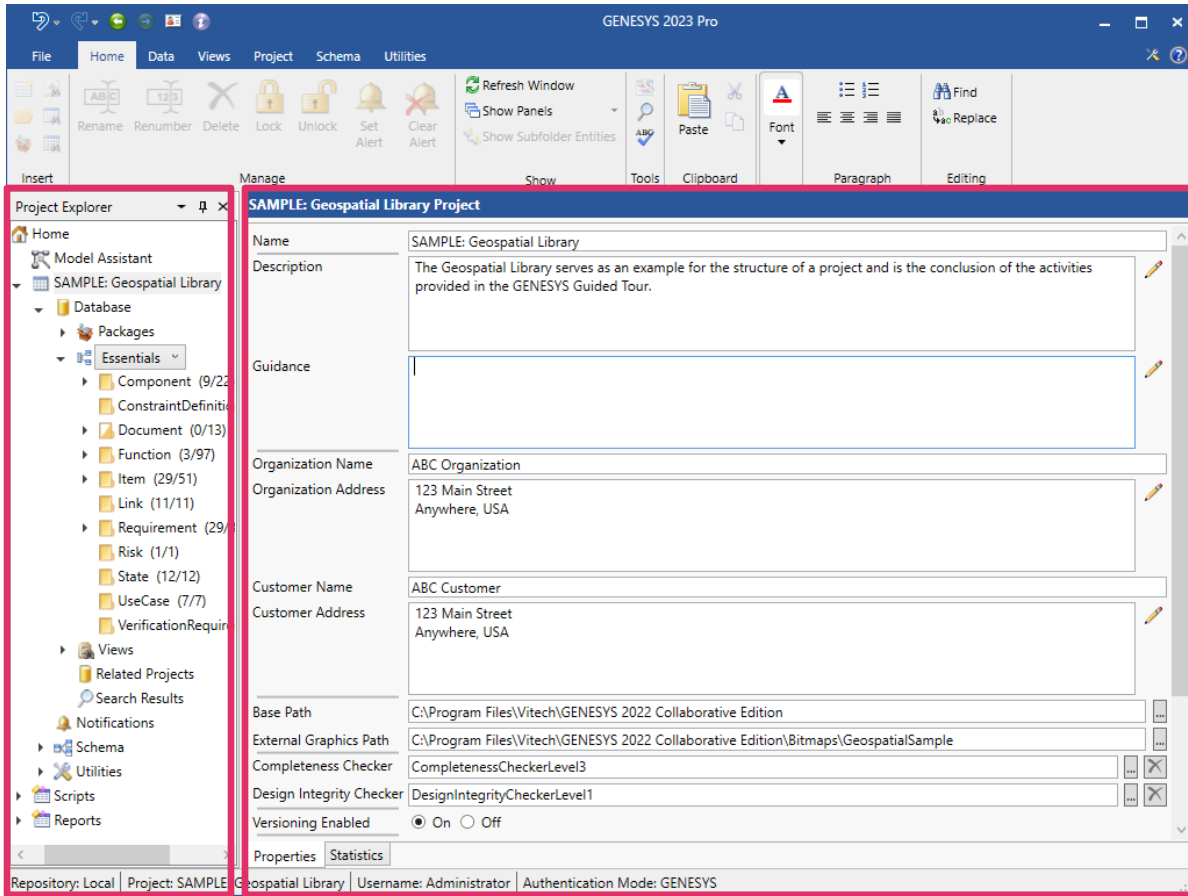 GENESYS 2023 Pro
File Home Data Views Project Schema Utilities
Rename Renumber Delete Lock Unlock Set Alert Clear Alert
Refresh Window
Show Panels
Show Subfolder Entities
Paste
Font
Find
Replace
Insert Manage Show Tools Clipboard Paragraph Editing
Project Explorer
Home
Model Assistant
SAMPLE: Geospatial Library
Database
Packages
Essentials
Component (9/22
ConstraintDefinitio
Document (0/13)
Function (3/97)
Item (29/51)
Link (11/11)
Requirement (29/
Risk (1/1)
State (12/12)
UseCase (7/7)
VerificationRequire
Views
Related Projects
Search Results
Notifications
Schema
Utilities
Scripts
Reports
SAMPLE: Geospatial Library Project
Name SAMPLE: Geospatial Library
Description The Geospatial Library serves as an example for the structure of a project and is the conclusion of the activities
provided in the GENESYS Guided Tour.
Guidance
Organization Name ABC Organization
Organization Address 123 Main Street
Anywhere, USA
Customer Name ABC Customer
Customer Address 123 Main Street
Anywhere, USA
Base Path C:\Program Files\Vitech\GENESYS 2022 Collaborative Edition ...
External Graphics Path C:\Program Files\Vitech\GENESYS 2022 Collaborative Edition\Bitmaps\GeospatialSample ...
Completeness Checker CompletenessCheckerLevel3 ...
Design Integrity Checker DesignIntegrityCheckerLevel1 ...
Versioning Enabled On Off
Properties Statistics
Repository: Local Project: SAMPLE: Geospatial Library Username: Administrator Authentication Mode: GENESYS